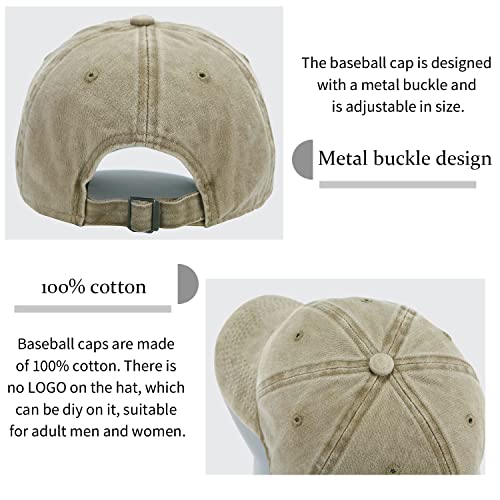 The baseball cap is designed
with a metal buckle and
is adjustable in size.
Metal buckle design
100% cotton
Baseball caps are made
of 100% cotton. There is
no LOGO on the hat, which
can be diy on it, suitable
for adult men and women.